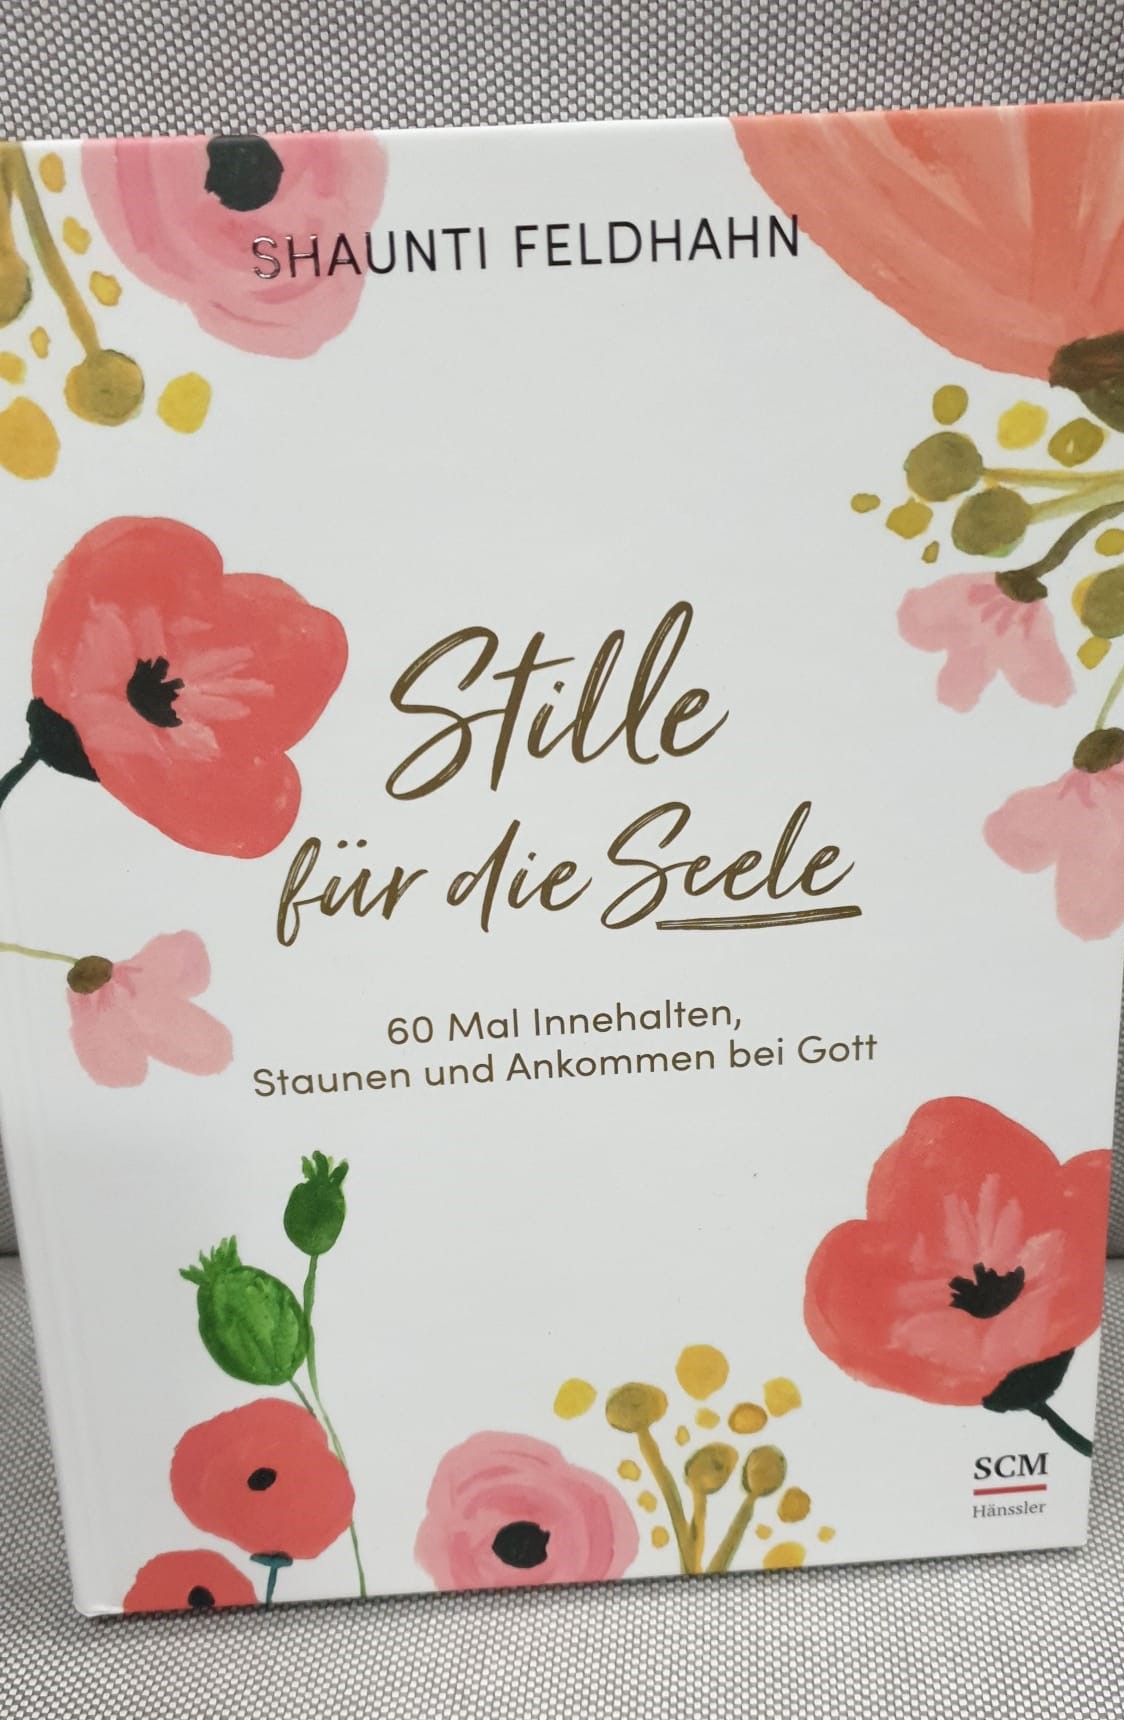 SHAUNTI FELDHAHN
Stille
für die Seele
60 Mal Innehalten,
Staunen und Ankommen bei Gott
SCM
Hänssler